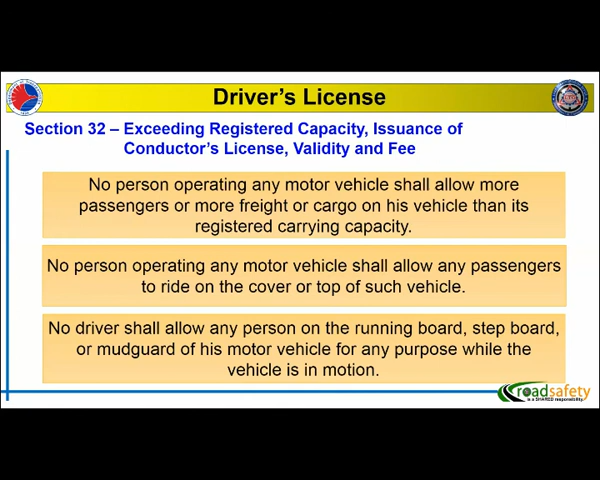 Driver's License
Section 32 – Exceeding Registered Capacity, Issuance of
Conductor's License, Validity and Fee
No person operating any motor vehicle shall allow more
passengers or more freight or cargo on his vehicle than its
registered carrying capacity.
No person operating any motor vehicle shall allow any passengers
to ride on the cover or top of such vehicle.
No driver shall allow any person on the running board, step board,
or mudguard of his motor vehicle for any purpose while the
vehicle is in motion.
roadsafety
is a SHARED responsibility.